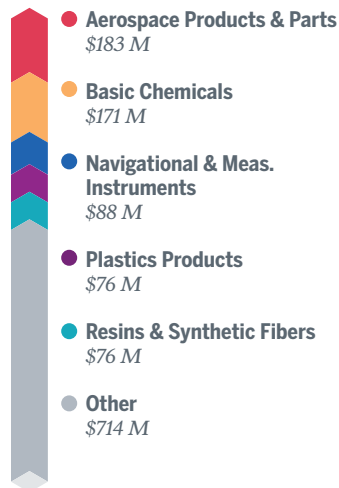 Aerospace Products & Parts
$183 M
Basic Chemicals
$171 M
Navigational & Meas.
Instruments
$88 M
Plastics Products
$76 M
Resins & Synthetic Fibers
$76 M
Other
$714 M